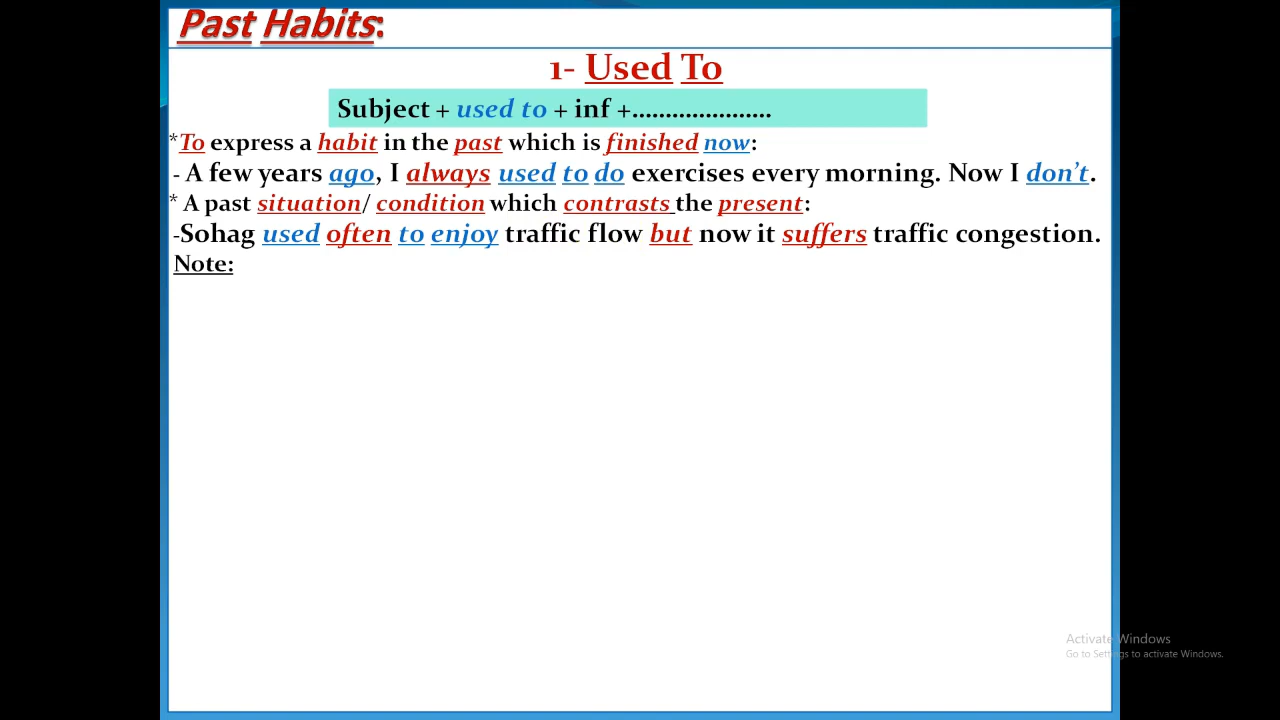 Past Habits:
1- Used To
Subject + used to + inf +.....................
*To express a habit in the past which is finished now:
- A few years ago, I always used to do exercises every morning. Now I don't.
* A past situation/ condition which contrasts the present:
-Sohag used often to enjoy traffic flow but now it suffers traffic congestion.
Note:
Activate Windows
Go to Settings to activate Windows.